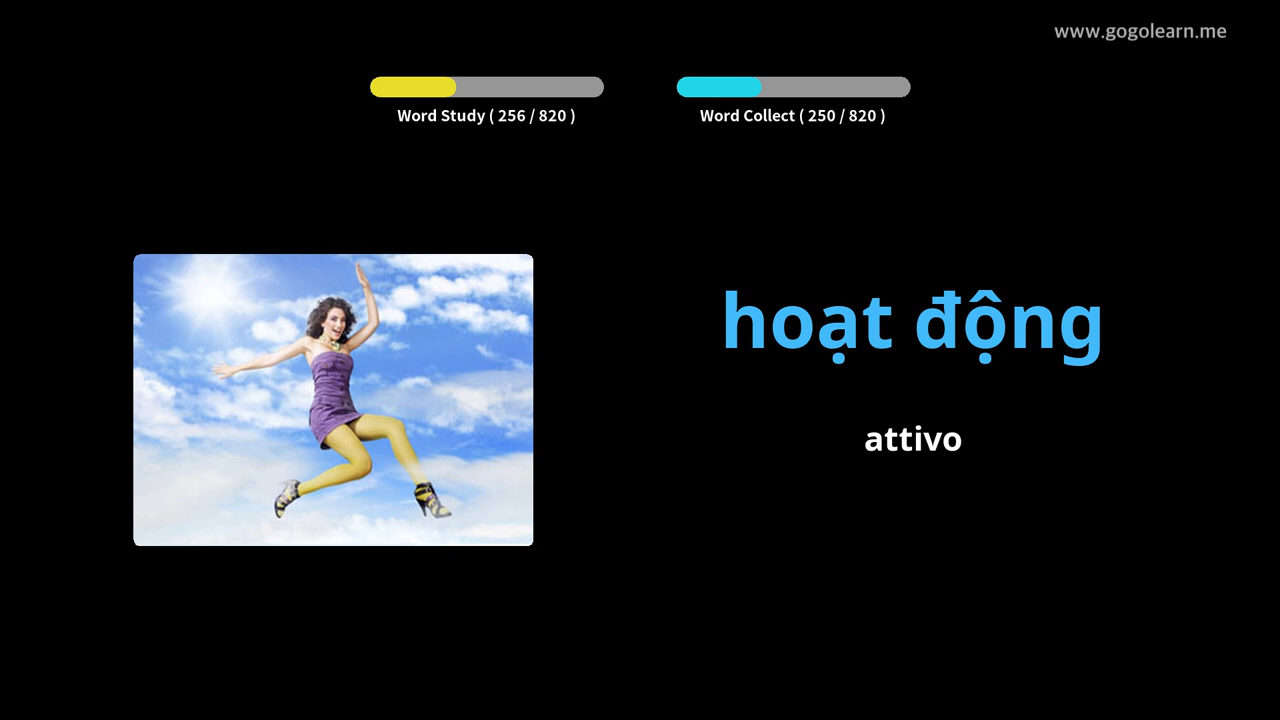 www.gogolearn.me
Word Study ( 256 / 820 )
Word Collect ( 250 / 820 )
hoạt động
attivo